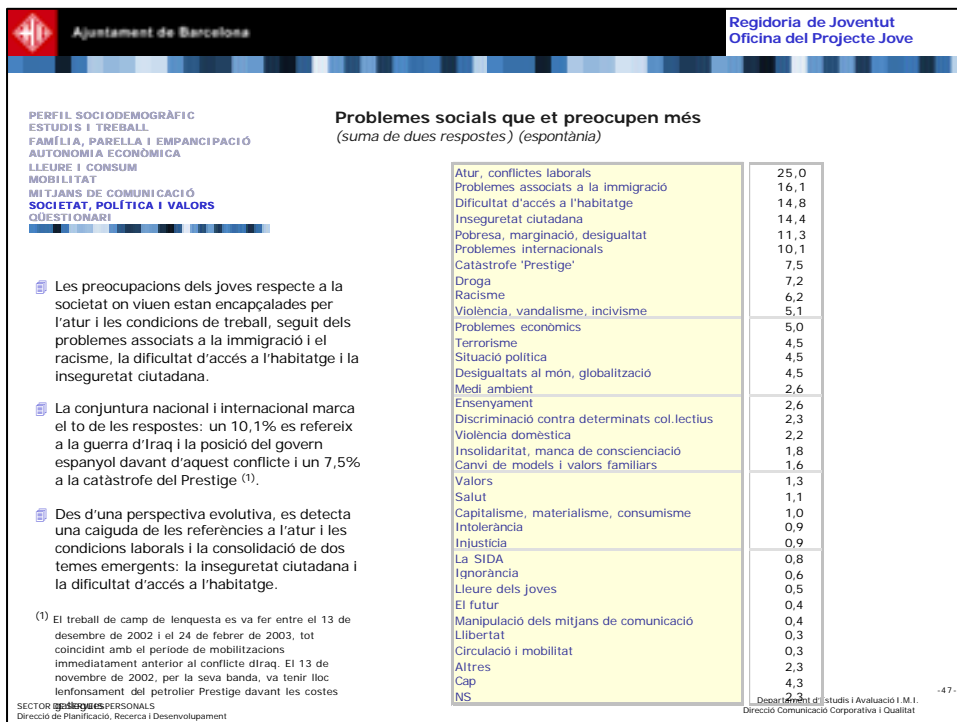 Ajuntament de Barcelona
Regidoria de Joventut
Oficina del Projecte Jove
PERFIL SOCIODEMOGRÀFIC
ESTUDIS I TREBALL
FAMÍLIA, PARELLA I EMPANCIPACIÓ
AUTONOMIA ECONÒMICA
LLEURE I CONSUM
MOBILITAT
MITJANS DE COMUNICACIÓ
SOCIETAT, POLÍTICA I VALORS
QÜESTIONARI
Les preocupacions dels joves respecte a la
societat on viuen estan encapçalades per
l'atur i les condicions de treball, seguit dels
problemes associats a la immigració i el
racisme, la dificultat d'accés a l'habitatge i la
inseguretat ciutadana.
La conjuntura nacional i internacional marca
el to de les respostes: un 10,1% es refereix
a la guerra d'Iraq i la posició del govern
espanyol davant d'aquest conflicte i un 7,5%
a la catàstrofe del Prestige (1).
Des d'una perspectiva evolutiva, es detecta
una caiguda de les referències a l'atur i les
condicions laborals i la consolidació de dos
temes emergents: la inseguretat ciutadana i
la dificultat d'accés a l'habitatge.
(1) El treball de camp de lenquesta es va fer entre el 13 de
desembre de 2002 i el 24 de febrer de 2003, tot
coincidint amb el període de mobilitzacions
immediatament anterior al conflicte dIraq. El 13 de
novembre de 2002, per la seva banda, va tenir lloc
lenfonsament del petrolier Prestige davant les costes
gallegues.
Problemes socials que et preocupen més
(suma de dues respostes) (espontània)
Atur, conflictes laborals 25,0
Problemes associats a la immigració 16,1
Dificultat d'accés a l'habitatge 14,8
Inseguretat ciutadana 14,4
Pobresa, marginació, desigualtat 11,3
Problemes internacionals 10,1
Catàstrofe 'Prestige' 7,5
Droga 7,2
Racisme 6,2
Violència, vandalisme, incivisme 5,1
Problemes econòmics 5,0
Terrorisme 4,5
Situació política 4,5
Desigualtats al món, globalització 4,5
Medi ambient 2,6
Ensenyament 2,6
Discriminació contra determinats col.lectius 2,3
Violència domèstica 2,2
Insolidaritat, manca de conscienciació 1,8
Canvi de models i valors familiars 1,6
Valors 1,3
Salut 1,1
Capitalisme, materialisme, consumisme 1,0
Intolerància 0,9
Injustícia 0,9
La SIDA 0,8
Ignorància 0,6
Lleure dels joves 0,5
El futur 0,4
Manipulació dels mitjans de comunicació 0,4
Llibertat 0,3
Circulació i mobilitat 0,3
Altres 2,3
Cap 4,3
NS 2,3
SECTOR DE SERVEIS PERSONALS
Direcció de Planificació, Recerca i Desenvolupament
Departament d'Estudis i Avaluació I.M.I.
Direcció Comunicació Corporativa i Qualitat
-47-